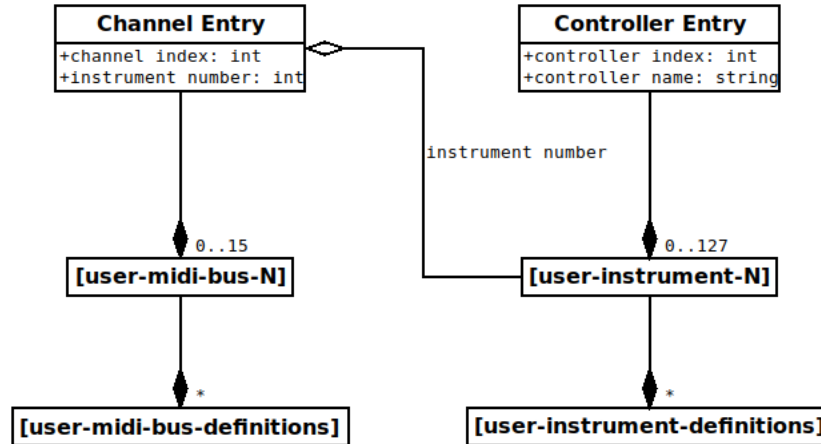 Channel Entry
+channel index: int
+instrument number: int
Controller Entry
+controller index: int
+controller name: string
instrument number
0..15
0..127
[user-midi-bus-N]
[user-instrument-N]
*
*
[user-midi-bus-definitions]
[user-instrument-definitions]